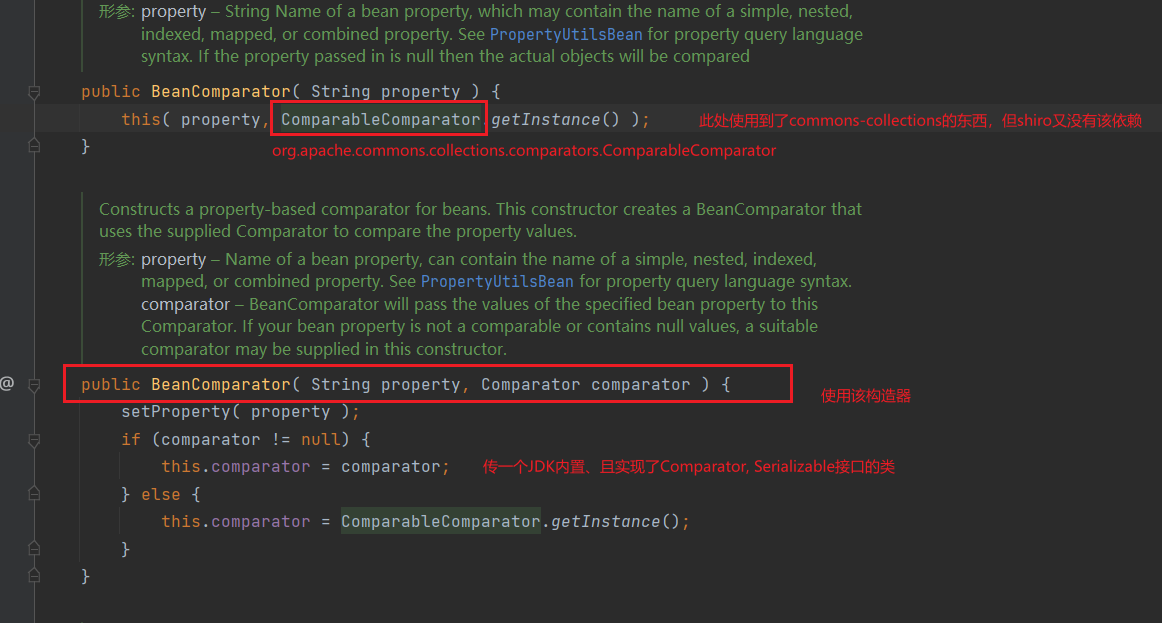 形参: property – String Name of a bean property, which may contain the name of a simple, nested,
indexed, mapped, or combined property. See PropertyUtilsBean for property query language
syntax. If the property passed in is null then the actual objects will be compared
public BeanComparator( String property ) {
this( property, ComparableComparator.getInstance() ); 此处使用到了commons-collections的东西，但shiro又没有该依赖
org.apache.commons.collections.comparators.ComparableComparator
}
Constructs a property-based comparator for beans. This constructor creates a BeanComparator that
uses the supplied Comparator to compare the property values.
形参: property – Name of a bean property, can contain the name of a simple, nested, indexed,
mapped, or combined property. See PropertyUtilsBean for property query language syntax.
comparator – BeanComparator will pass the values of the specified bean property to this
Comparator. If your bean property is not a comparable or contains null values, a suitable
comparator may be supplied in this constructor.
@ public BeanComparator( String property, Comparator comparator ) {
使用该构造器
setProperty( property );
if (comparator != null) {
this.comparator = comparator; 传一个JDK内置、且实现了Comparator, Serializable接口的类
} else {
this.comparator = ComparableComparator.getInstance();
}
}